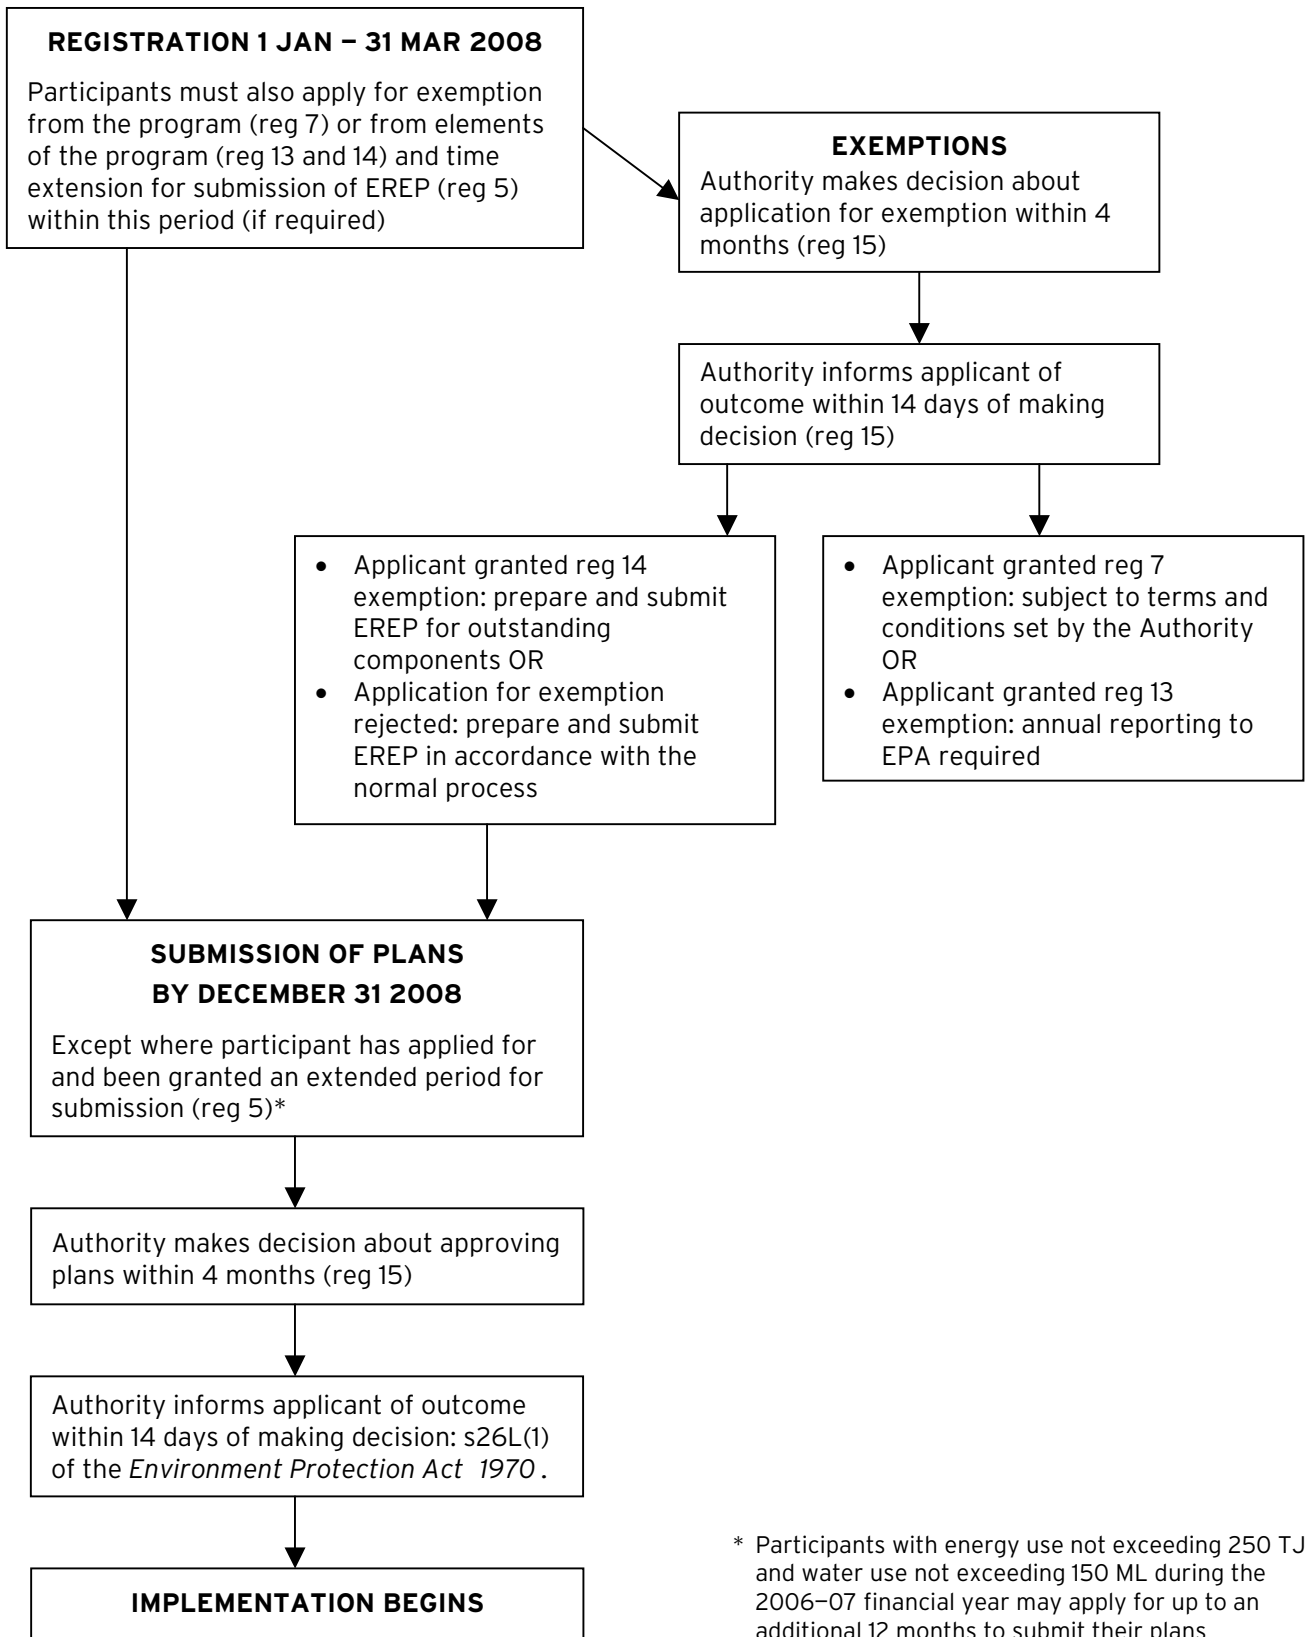 REGISTRATION 1 JAN – 31 MAR 2008
Participants must also apply for exemption
from the program (reg 7) or from elements
of the program (reg 13 and 14) and time
extension for submission of EREP (reg 5)
within this period (if required)
EXEMPTIONS
Authority makes decision about
application for exemption within 4
months (reg 15)
Authority informs applicant of
outcome within 14 days of making
decision (reg 15)
• Applicant granted reg 14
exemption: prepare and submit
EREP for outstanding
components OR
• Application for exemption
rejected: prepare and submit
EREP in accordance with the
normal process
• Applicant granted reg 7
exemption: subject to terms and
conditions set by the Authority
OR
• Applicant granted reg 13
exemption: annual reporting to
EPA required
SUBMISSION OF PLANS
BY DECEMBER 31 2008
Except where participant has applied for
and been granted an extended period for
submission (reg 5)*
Authority makes decision about approving
plans within 4 months (reg 15)
Authority informs applicant of outcome
within 14 days of making decision: s26L(1)
of the Environment Protection Act 1970 .
IMPLEMENTATION BEGINS
* Participants with energy use not exceeding 250 TJ
and water use not exceeding 150 ML during the
2006–07 financial year may apply for up to an
additional 12 months to submit their plans